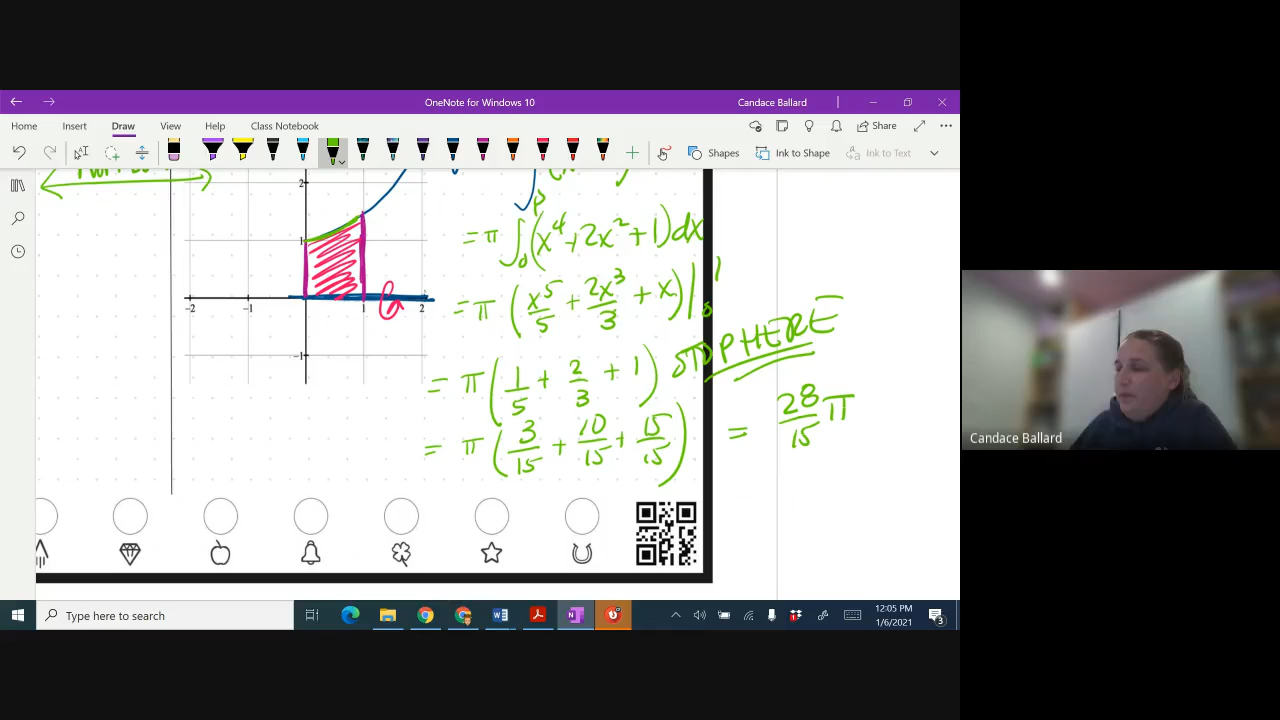 OneNote for Windows 10
Candace Ballard
Home Insert Draw View Help Class Notebook
Share
Shapes Ink to Shape Ink to Text
2
1
-2 -1 1 2
-1
= π ∫₀ (x⁴ + 2x² + 1) dx
= π (x⁵/5 + 2x³/3 + x) |₀¹
= π (1/5 + 2/3 + 1) STOP HERE
= π (3/15 + 10/15 + 15/15) = 28/15 π
Candace Ballard
Type here to search
12:05 PM
1/6/2021
3